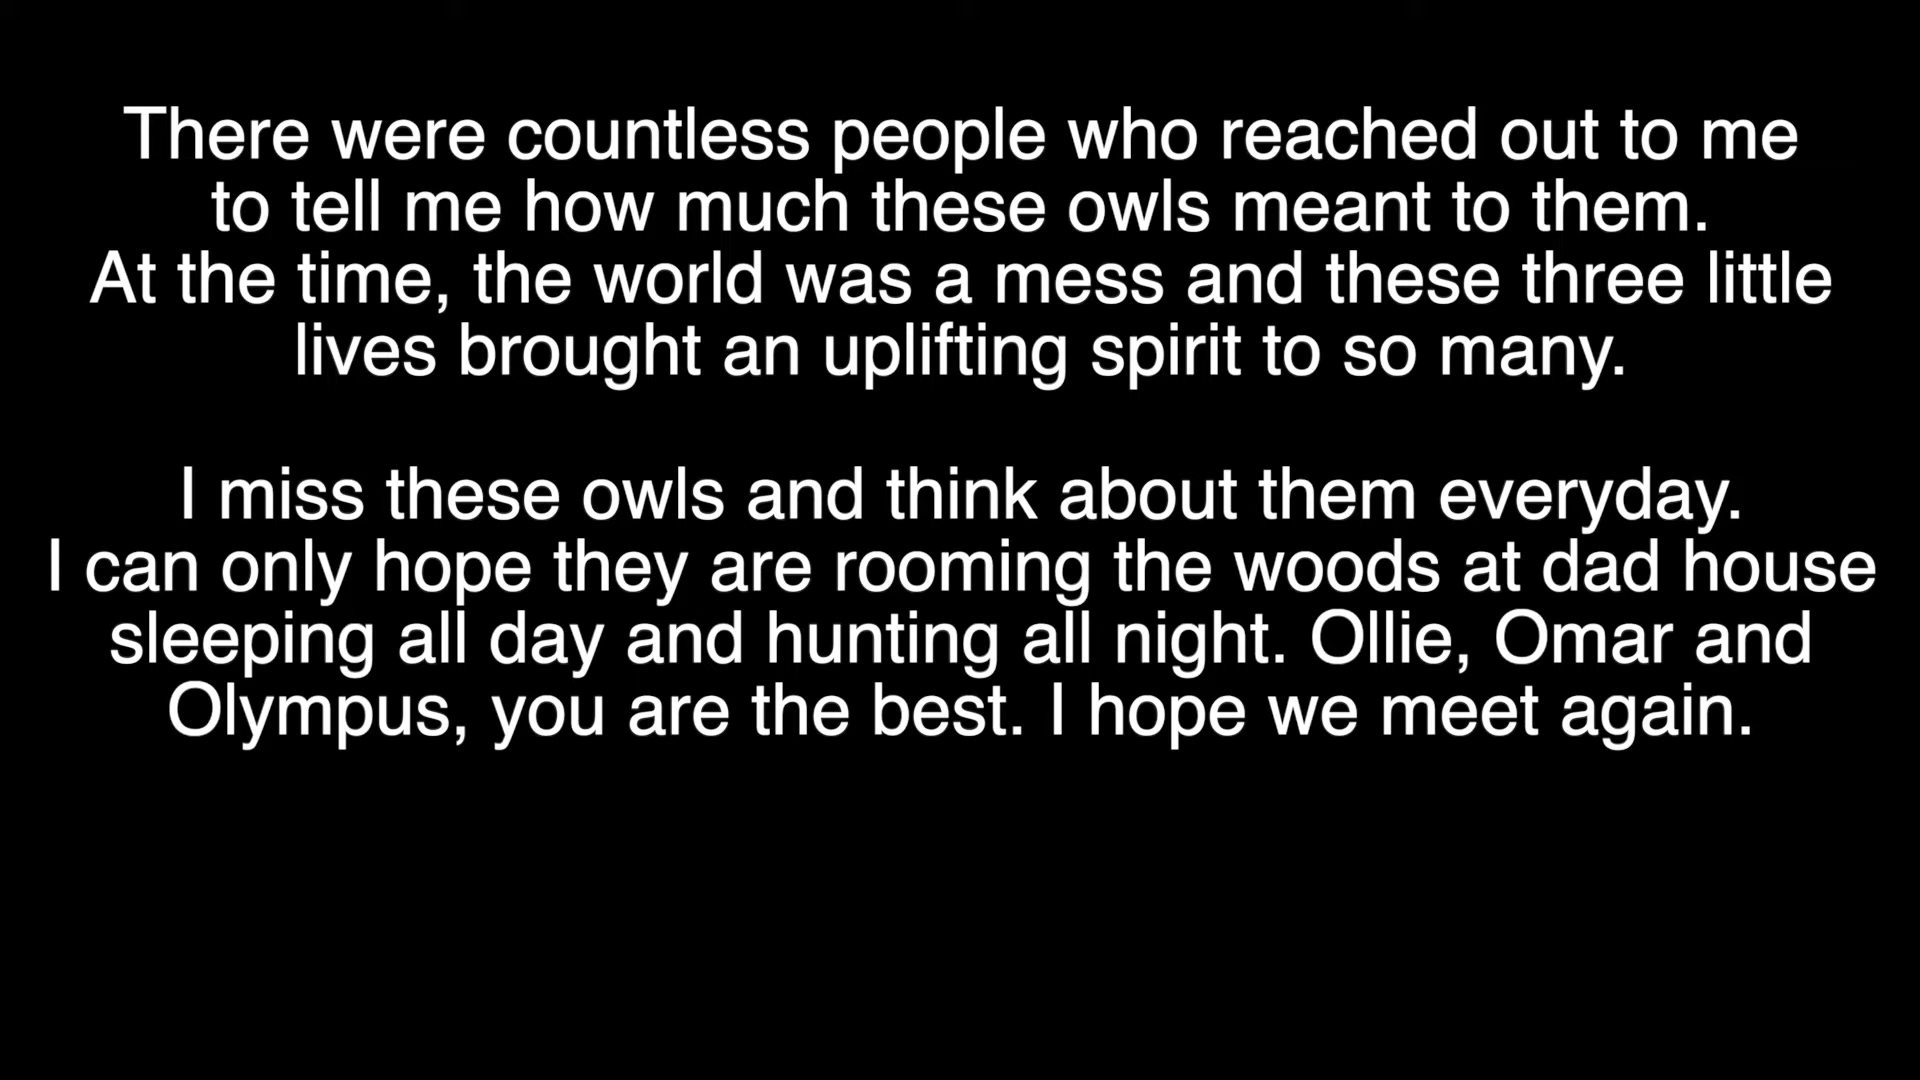 There were countless people who reached out to me
to tell me how much these owls meant to them.
At the time, the world was a mess and these three little
lives brought an uplifting spirit to so many.
I miss these owls and think about them everyday.
I can only hope they are rooming the woods at dad house
sleeping all day and hunting all night. Ollie, Omar and
Olympus, you are the best. I hope we meet again.